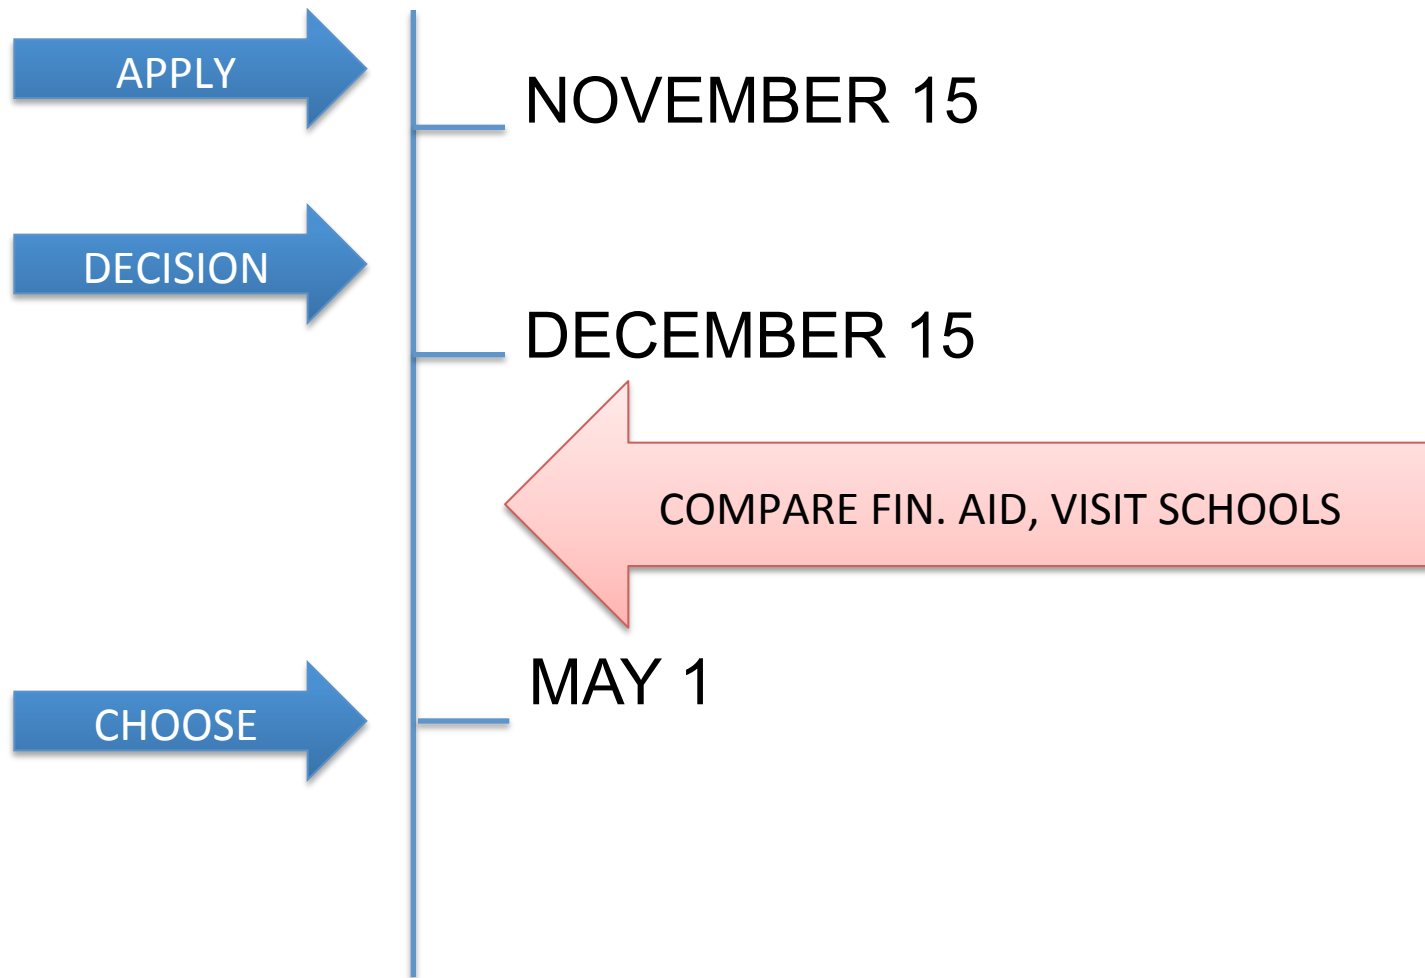 APPLY
NOVEMBER 15
DECISION
DECEMBER 15
COMPARE FIN. AID, VISIT SCHOOLS
MAY 1
CHOOSE